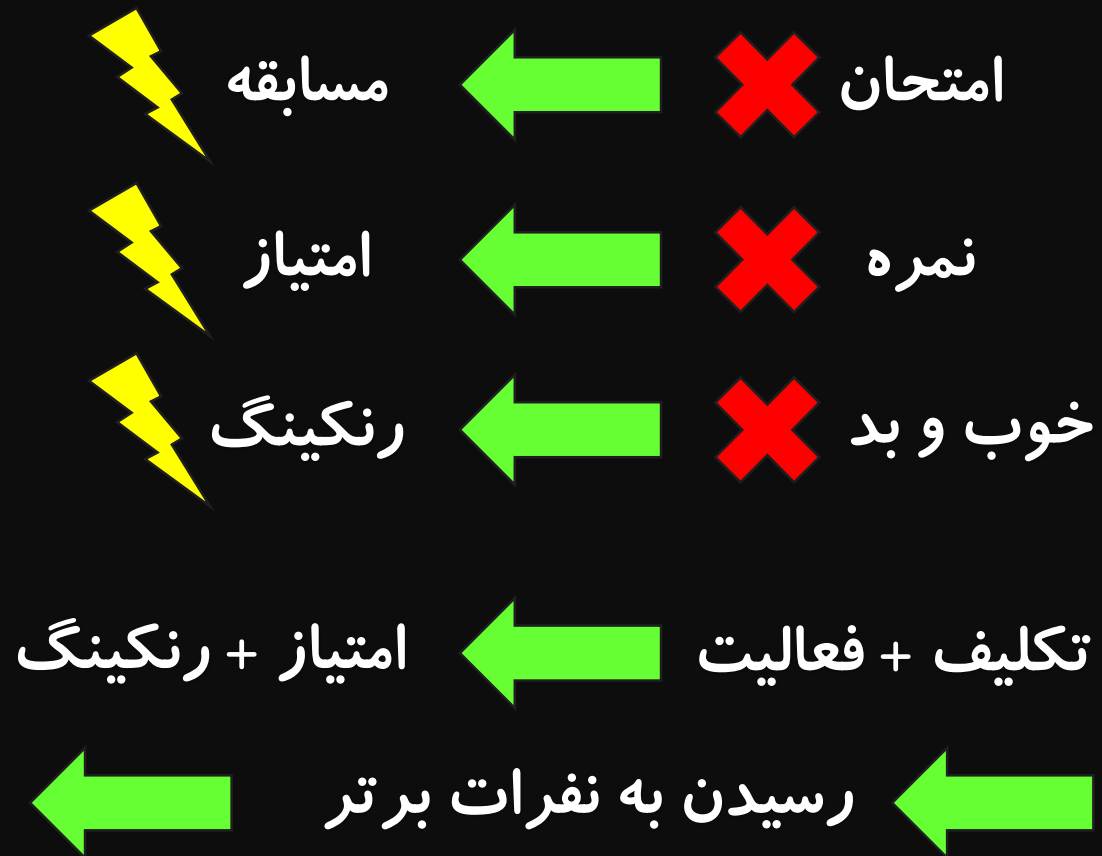 امتحان مسابقه
نمره امتیاز
خوب و بد رنکینگ
تکلیف + فعالیت امتیاز + رنکینگ
رسیدن به نفرات برتر